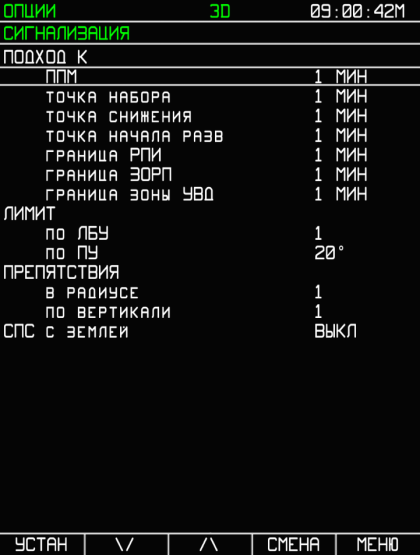 ОПЦИИ 3D 09:00:42М
СИГНАЛИЗАЦИЯ
ПОДХОД К
ППМ 1 МИН
ТОЧКА НАБОРА 1 МИН
ТОЧКА СНИЖЕНИЯ 1 МИН
ТОЧКА НАЧАЛА РАЗВ 1 МИН
ГРАНИЦА РПИ 1 МИН
ГРАНИЦА ЗОРП 1 МИН
ГРАНИЦА ЗОНЫ УВД 1 МИН
ЛИМИТ
ПО ЛБУ 1
ПО ПУ 20°
ПРЕПЯТСТВИЯ
В РАДИУСЕ 1
ПО ВЕРТИКАЛИ 1
СПС С ЗЕМЛЕЙ ВЫКЛ
УСТАН \/ /\ СМЕНА МЕНЮ